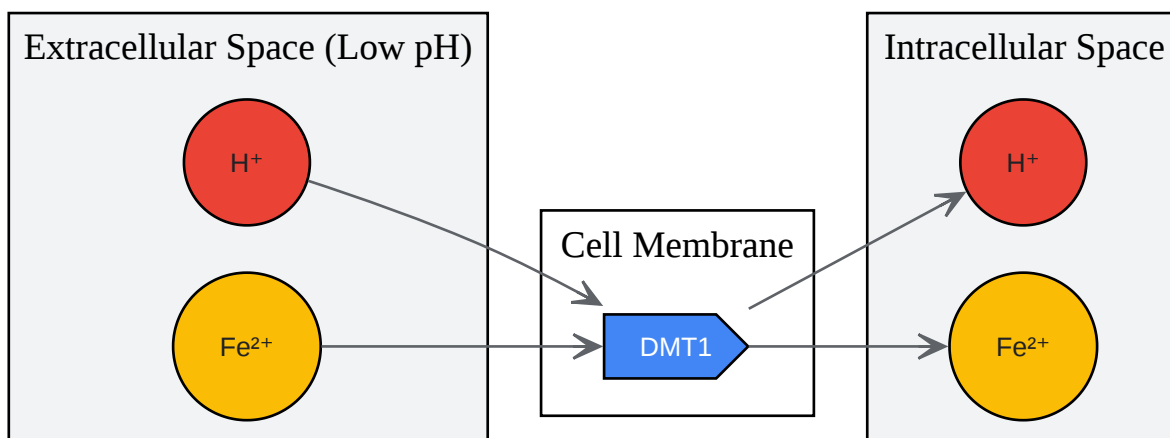 Extracellular Space (Low pH)
H⁺
Fe²⁺
Cell Membrane
DMT1
Intracellular Space
H⁺
Fe²⁺